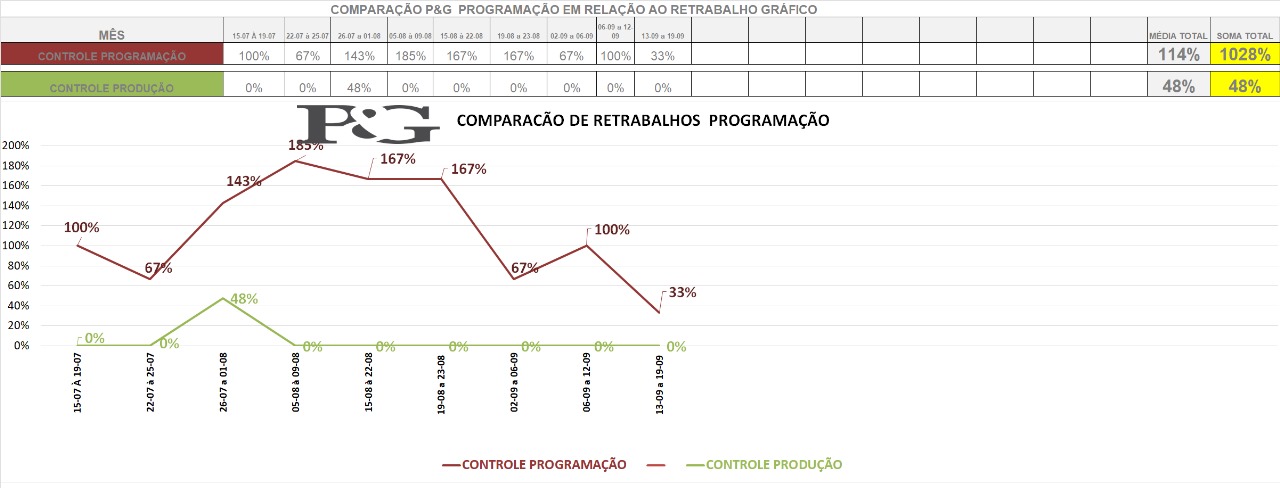 COMPARAÇÃO P&G PROGRAMAÇÃO EM RELAÇÃO AO RETRABALHO GRÁFICO
MÊS 15-07 À 19-07 22-07 à 25-07 26-07 a 01-08 05-08 à 09-08 15-08 à 22-08 19-08 a 23-08 02-09 a 06-09 06-09 a 12-09 13-09 a 19-09 MÉDIA TOTAL SOMA TOTAL
CONTROLE PROGRAMAÇÃO 100% 67% 143% 185% 167% 167% 67% 100% 33% 114% 1028%
CONTROLE PRODUÇÃO 0% 0% 48% 0% 0% 0% 0% 0% 0% 48% 48%
P&G
COMPARACÃO DE RETRABALHOS PROGRAMAÇÃO
200%
180%
160%
140%
120%
100%
80%
60%
40%
20%
0%
100% 67% 143% 185% 167% 167% 67% 100% 33%
0% 0% 48% 0% 0% 0% 0% 0% 0%
15-07 À 19-07
22-07 à 25-07
26-07 a 01-08
05-08 à 09-08
15-08 à 22-08
19-08 a 23-08
02-09 a 06-09
06-09 a 12-09
13-09 a 19-09
CONTROLE PROGRAMAÇÃO CONTROLE PRODUÇÃO